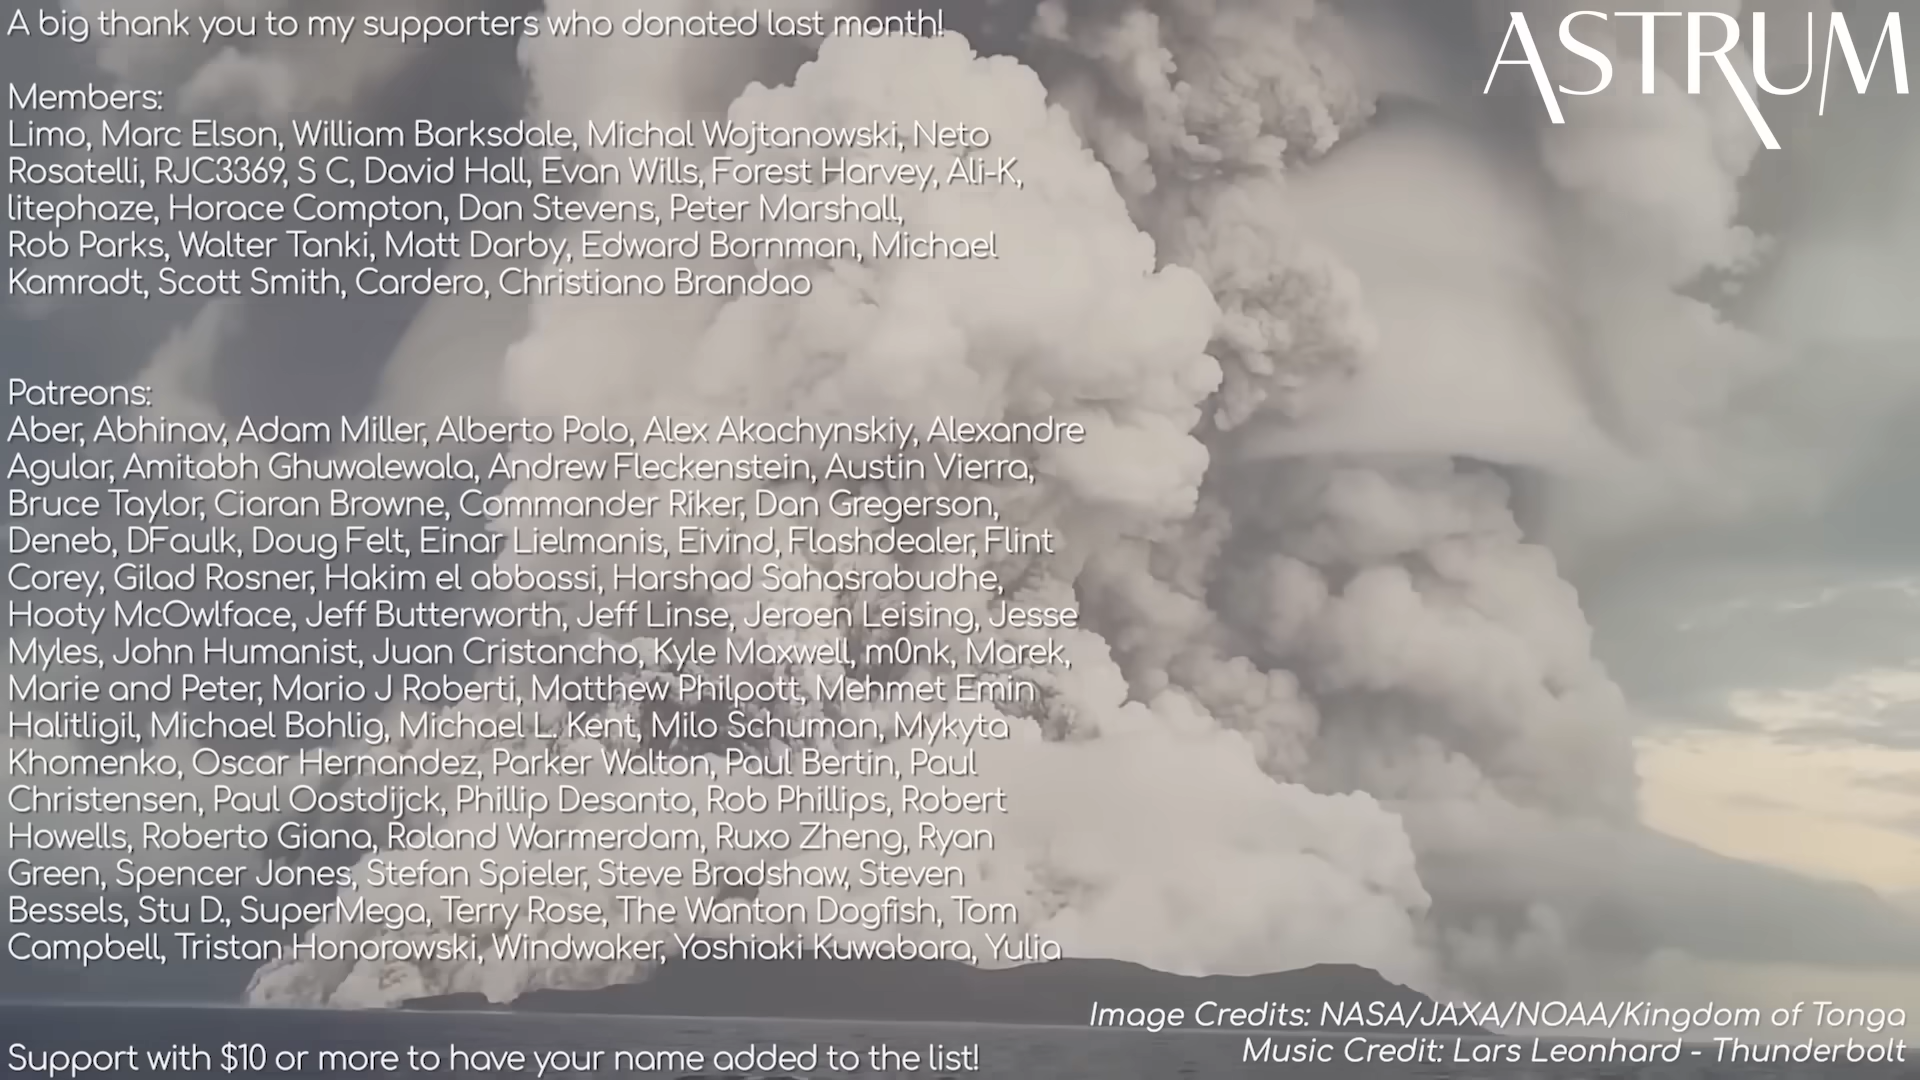 A big thank you to my supporters who donated last month!
ASTRUM
Members:
Limo, Marc Elson, William Barksdale, Michal Wojtanowski, Neto
Rosatelli, RJC3369, S C, David Hall, Evan Wills, Forest Harvey, Ali-K,
litephaze, Horace Compton, Dan Stevens, Peter Marshall,
Rob Parks, Walter Tanki, Matt Darby, Edward Bornman, Michael
Kamradt, Scott Smith, Cardero, Christiano Brandao
Patreons:
Aber, Abhinav, Adam Miller, Alberto Polo, Alex Akachynskiy, Alexandre
Agular, Amitabh Ghuwalewala, Andrew Fleckenstein, Austin Vierra,
Bruce Taylor, Ciaran Browne, Commander Riker, Dan Gregerson,
Deneb, DFaulk, Doug Felt, Einar Lielmanis, Eivind, Flashdealer, Flint
Corey, Gilad Rosner, Hakim el abbassi, Harshad Sahasrabudhe,
Hooty McOwlface, Jeff Butterworth, Jeff Linse, Jeroen Leising, Jesse
Myles, John Humanist, Juan Cristancho, Kyle Maxwell, m0nk, Marek,
Marie and Peter, Mario J Roberti, Matthew Philpott, Mehmet Emin
Halitligil, Michael Bohlig, Michael L. Kent, Milo Schuman, Mykyta
Khomenko, Oscar Hernandez, Parker Walton, Paul Bertin, Paul
Christensen, Paul Oostdijck, Phillip Desanto, Rob Phillips, Robert
Howells, Roberto Giana, Roland Warmerdam, Ruxo Zheng, Ryan
Green, Spencer Jones, Stefan Spieler, Steve Bradshaw, Steven
Bessels, Stu D., SuperMega, Terry Rose, The Wanton Dogfish, Tom
Campbell, Tristan Honorowski, Windwaker, Yoshiaki Kuwabara, Yulia
Support with $10 or more to have your name added to the list!
Image Credits: NASA/JAXA/NOAA/Kingdom of Tonga
Music Credit: Lars Leonhard - Thunderbolt